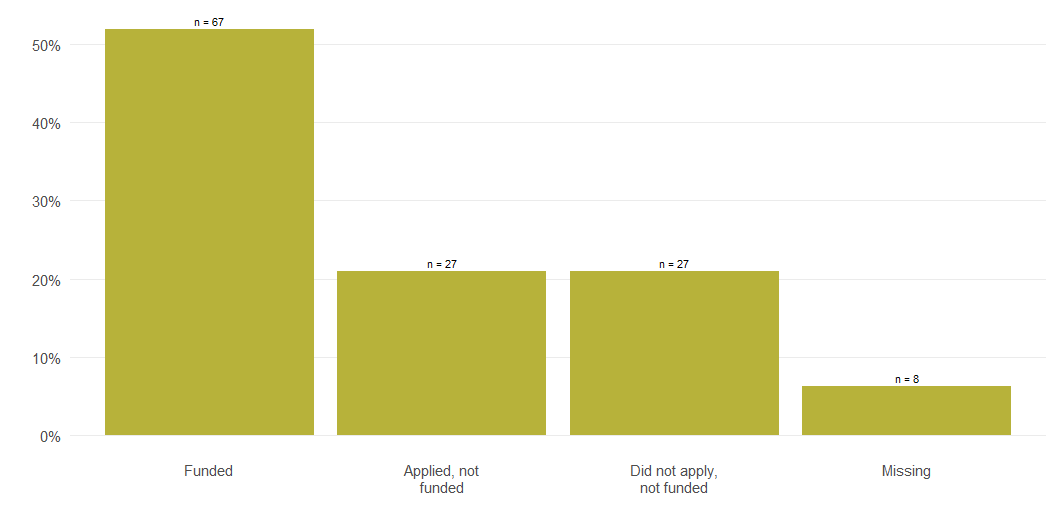 n = 67
50%
40%
30%
n = 27
n = 27
20%
10%
n = 8
0%
Funded
Applied, not
funded
Did not apply,
not funded
Missing